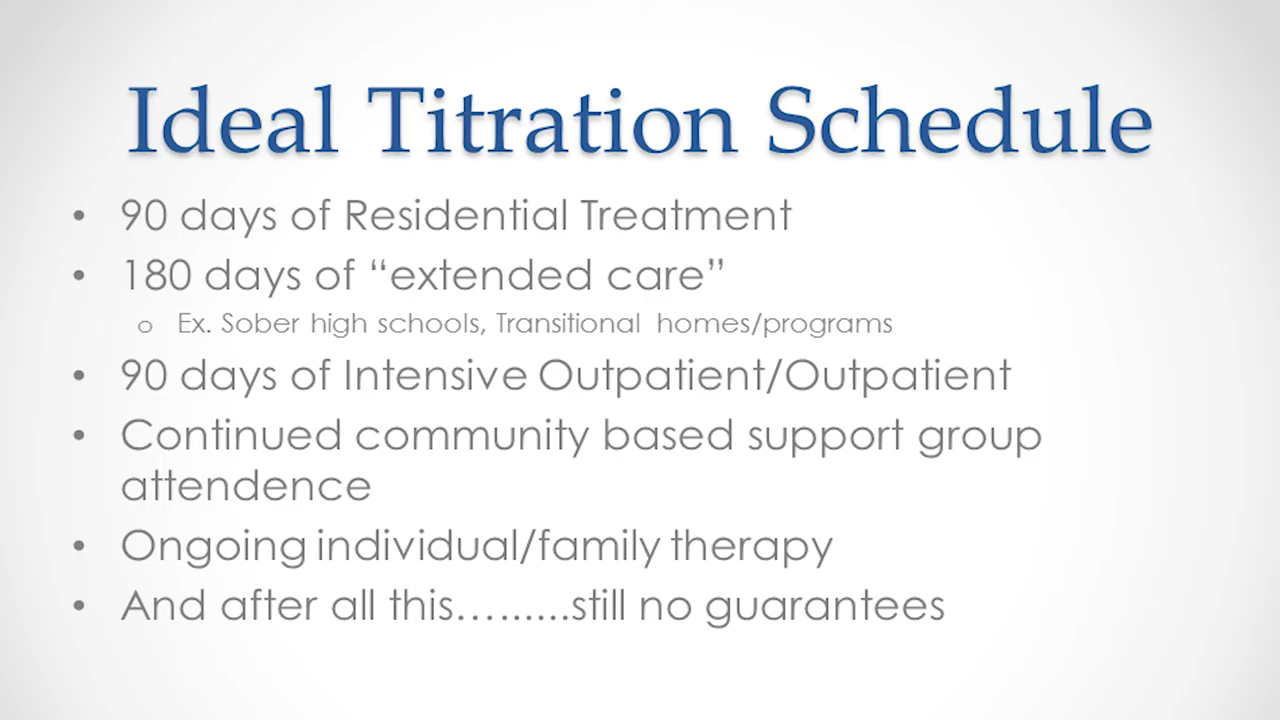 Ideal Titration Schedule
• 90 days of Residential Treatment
• 180 days of “extended care”
o Ex. Sober high schools, Transitional homes/programs
• 90 days of Intensive Outpatient/Outpatient
• Continued community based support group
attendence
• Ongoing individual/family therapy
• And after all this….…...still no guarantees